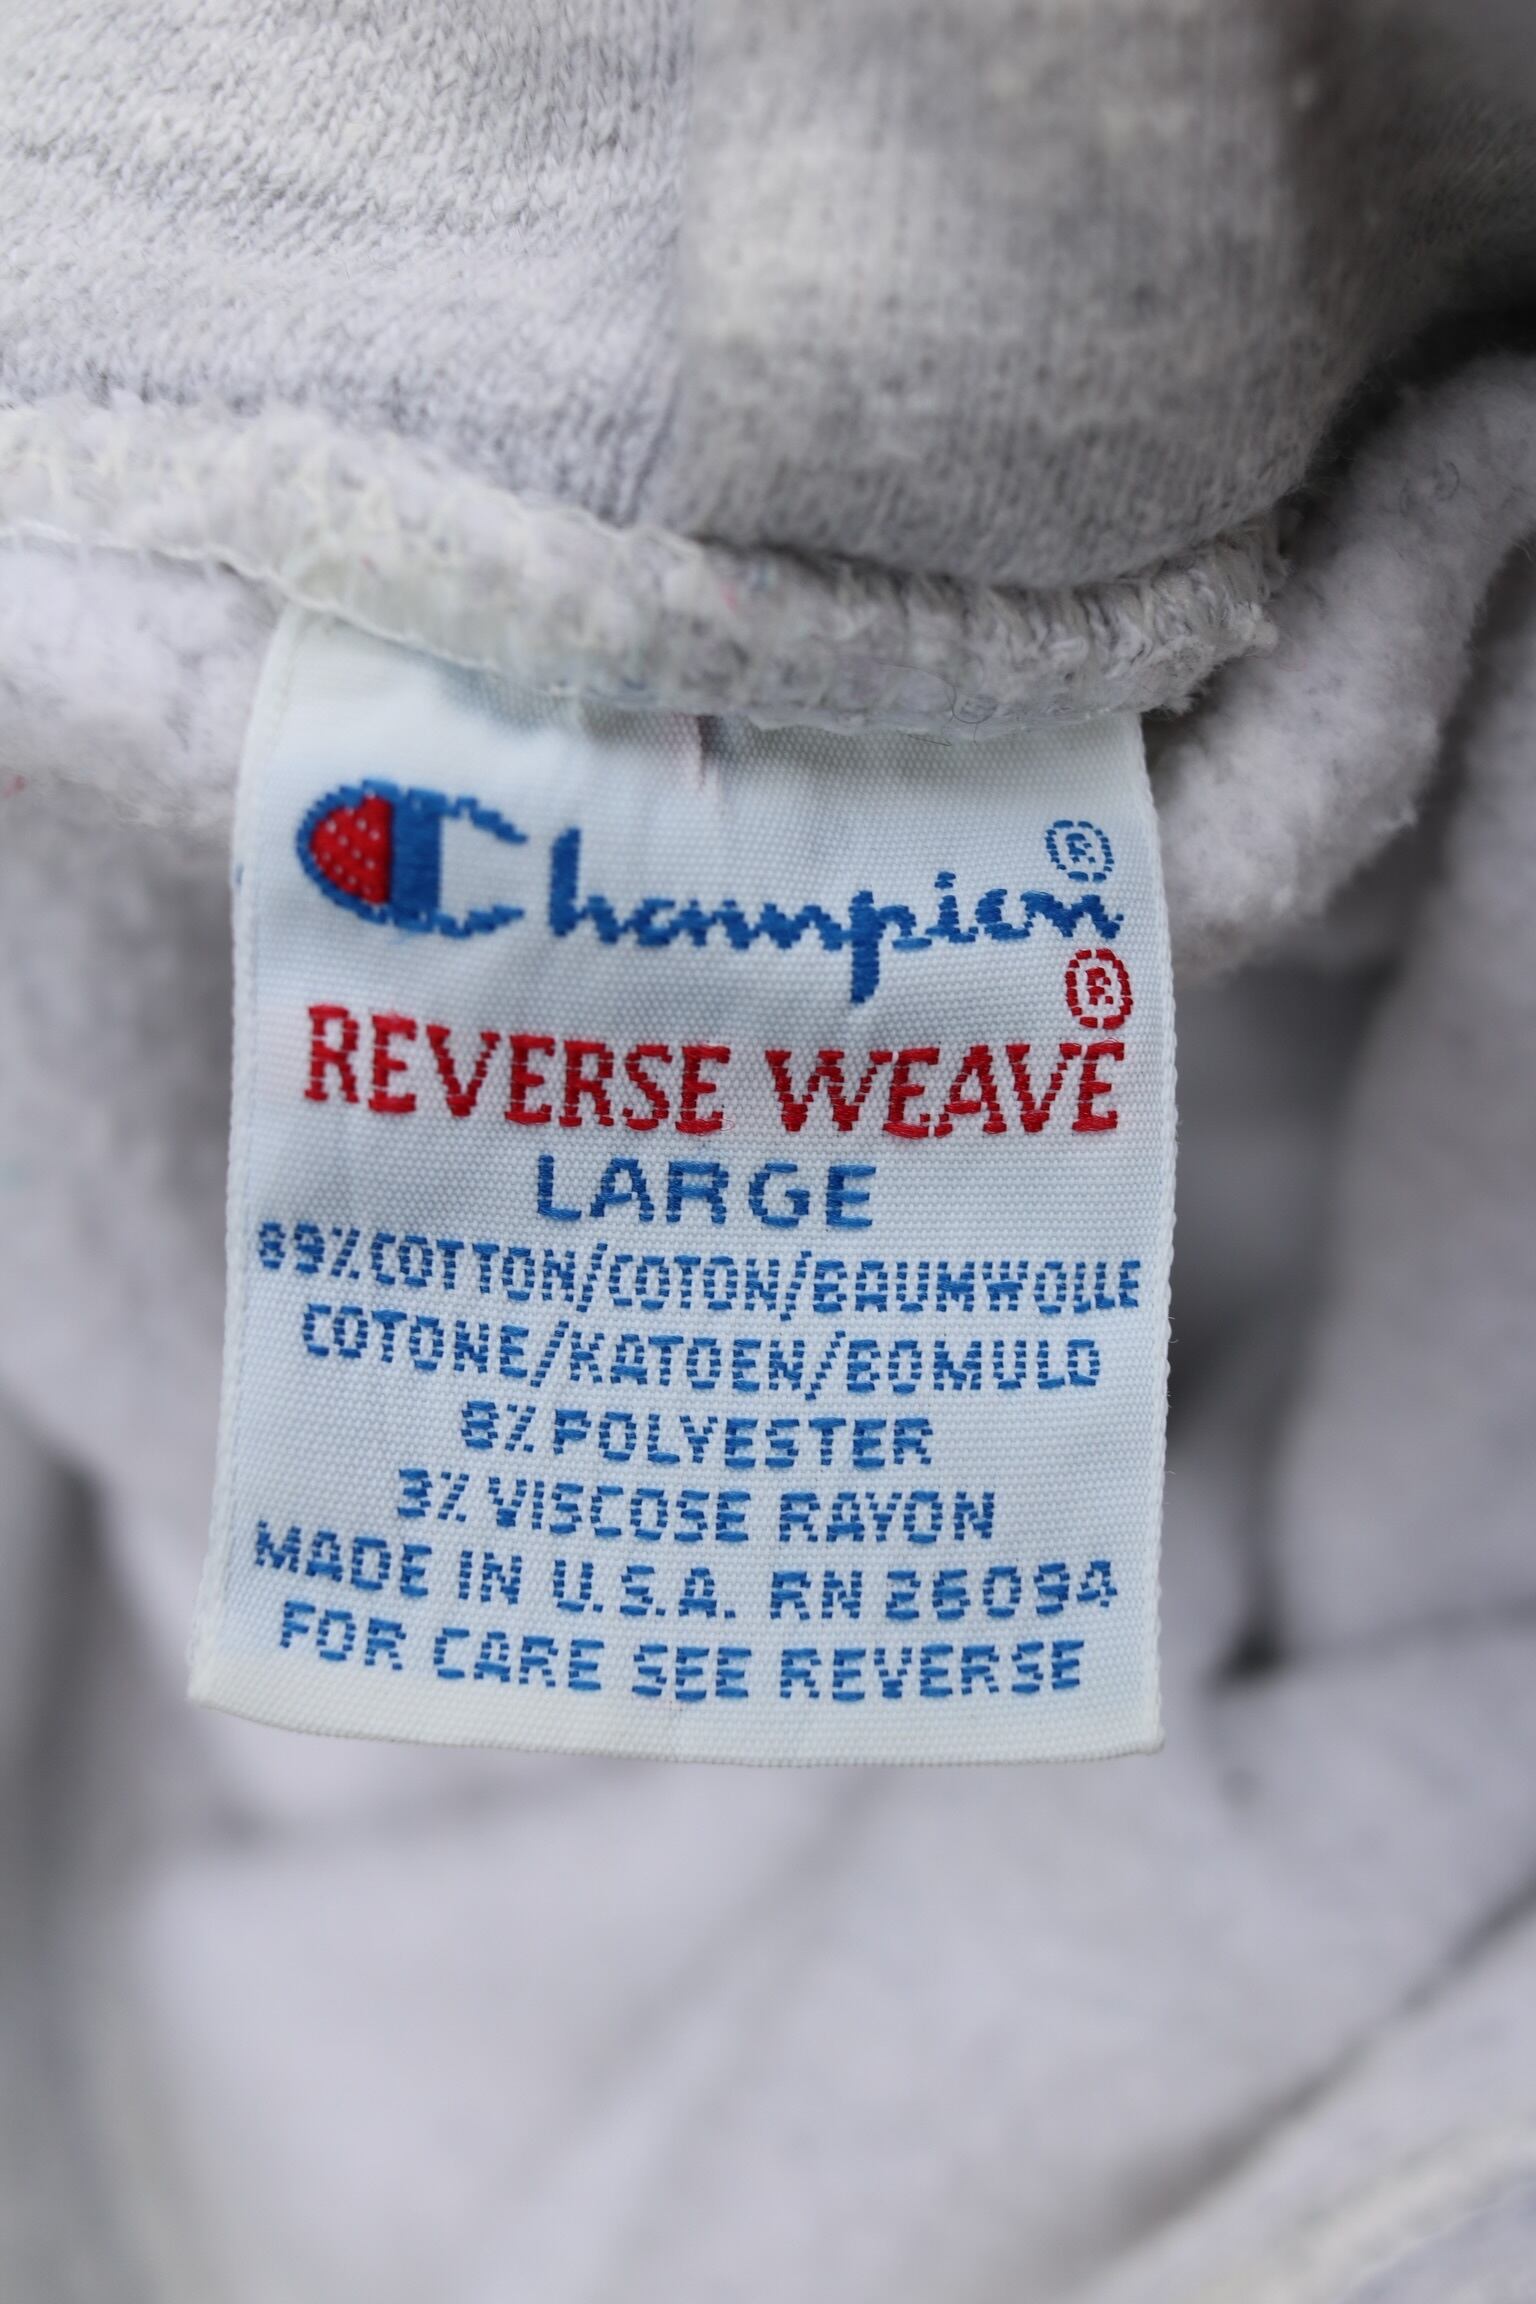 Champion®
REVERSE WEAVE®
LARGE
89% COTTON/COTON/BAUMWOLLE
COTONE/KATOEN/BOMULD
8% POLYESTER
3% VISCOSE RAYON
MADE IN U.S.A. RN 26094
FOR CARE SEE REVERSE